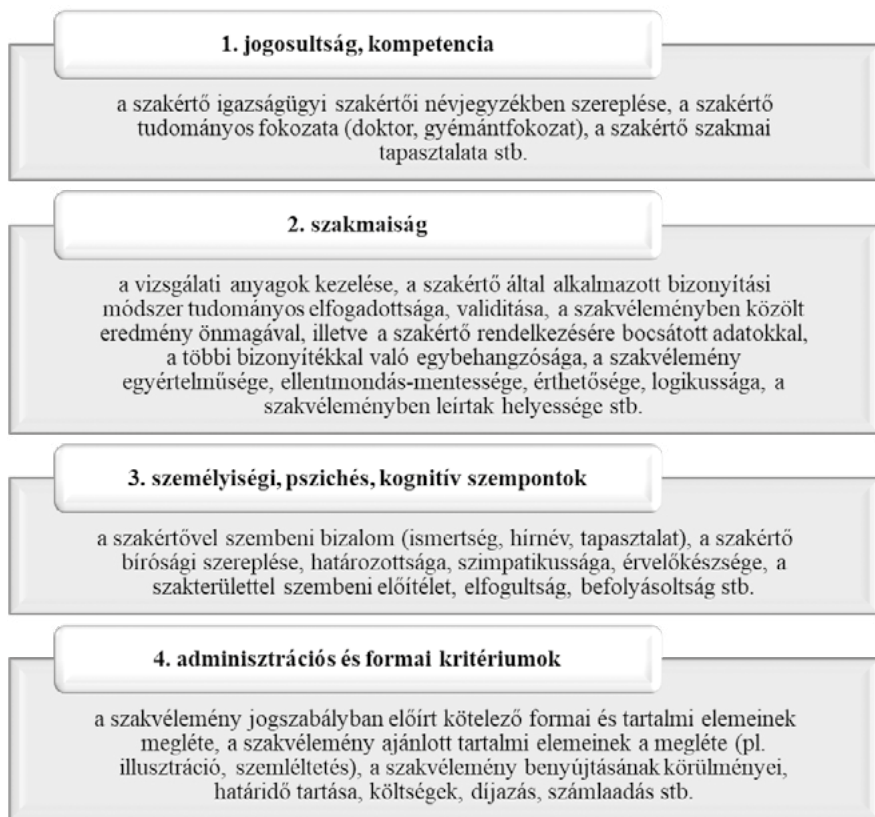 1. jogosultság, kompetencia
a szakértő igazságügyi szakértői névjegyzékben szereplése, a szakértő
tudományos fokozata (doktor, gyémántfokozat), a szakértő szakmai
tapasztalata stb.
2. szakmaiság
a vizsgálati anyagok kezelése, a szakértő által alkalmazott bizonyítási
módszer tudományos elfogadottsága, validitása, a szakvéleményben közölt
eredmény önmagával, illetve a szakértő rendelkezésére bocsátott adatokkal,
a többi bizonyítékkal való egybehangzósága, a szakvélemény
egyértelműsége, ellentmondás-mentessége, érthetősége, logikussága, a
szakvéleményben leírtak helyessége stb.
3. személyiségi, pszichés, kognitív szempontok
a szakértővel szembeni bizalom (ismertség, hírnév, tapasztalat), a szakértő
bírósági szereplése, határozottsága, szimpatikussága, érvelőkészsége, a
szakterülettel szembeni előítélet, elfogultság, befolyásoltság stb.
4. adminisztrációs és formai kritériumok
a szakvélemény jogszabályban előírt kötelező formai és tartalmi elemeinek
megléte, a szakvélemény ajánlott tartalmi elemeinek a megléte (pl.
illusztráció, szemléltetés), a szakvélemény benyújtásának körülményei,
határidő tartása, költségek, díjazás, számlaadás stb.